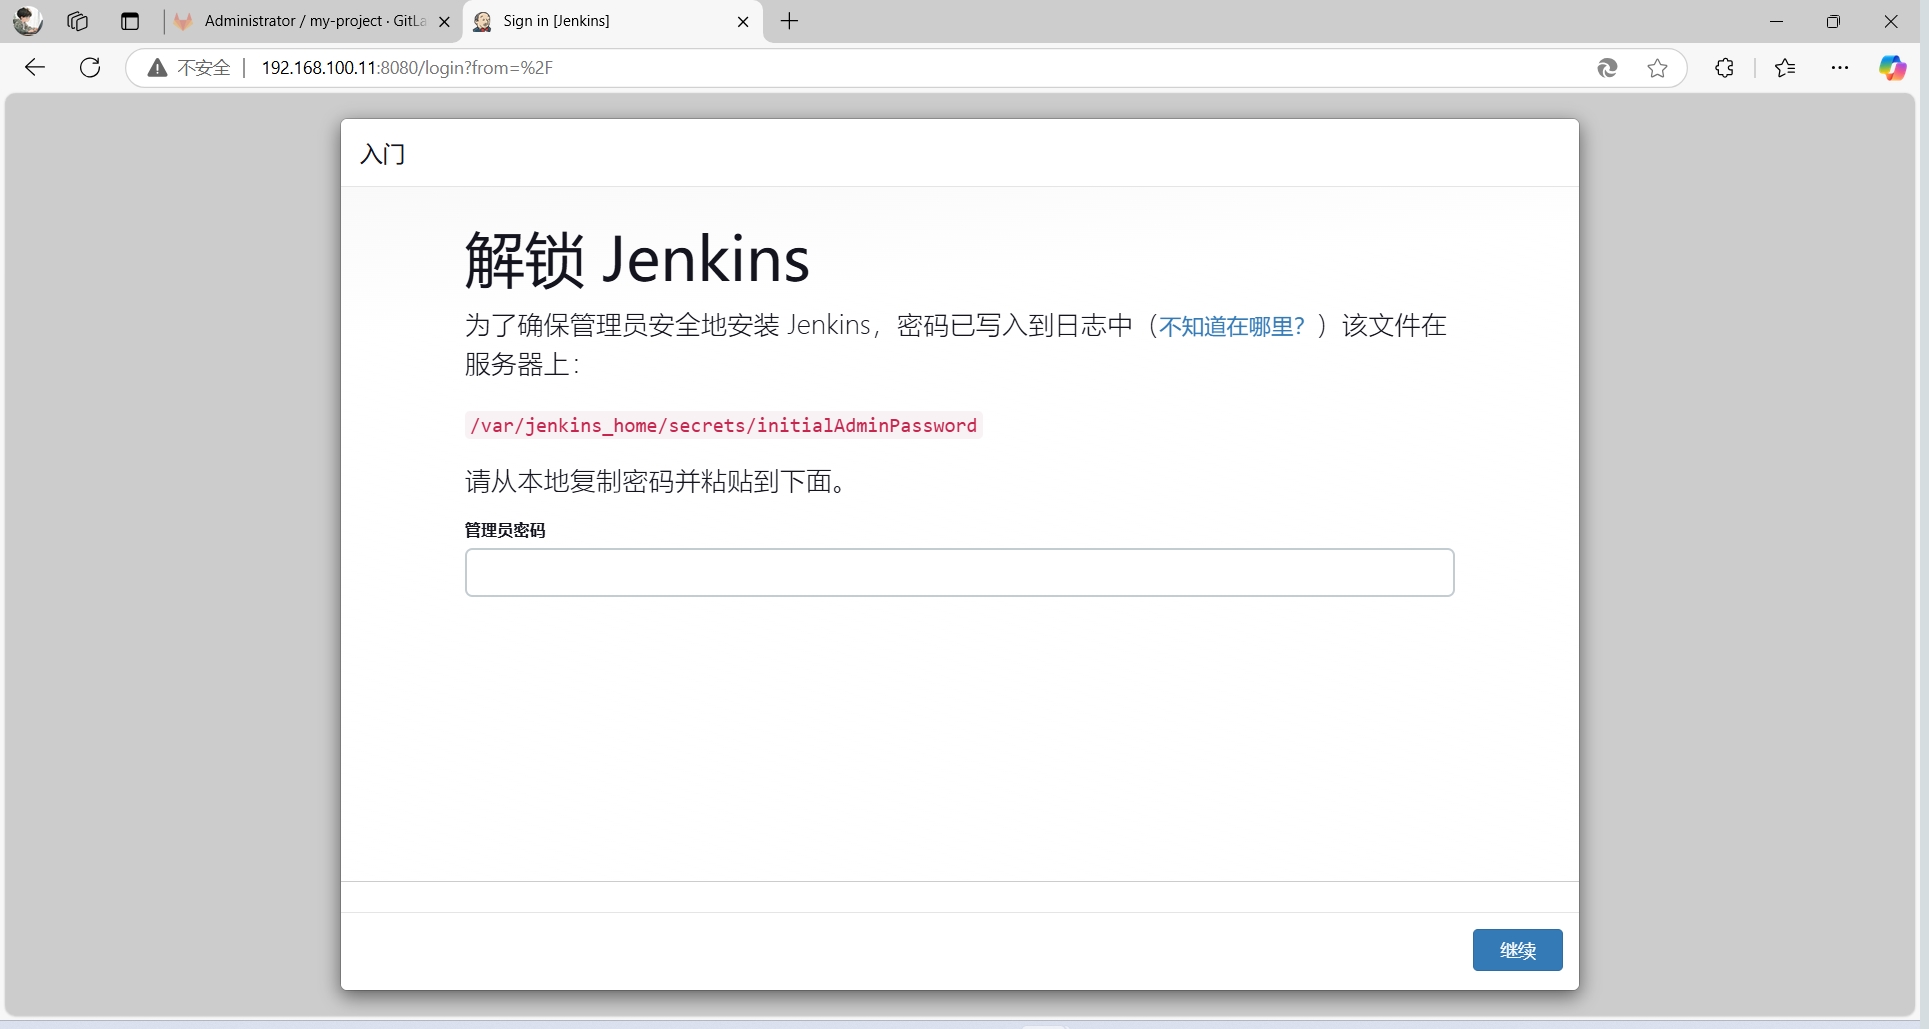 Administrator / my-project · GitLa
Sign in [Jenkins]
不安全
192.168.100.11:8080/login?from=%2F
入门
解锁 Jenkins
为了确保管理员安全地安装 Jenkins，密码已写入到日志中（不知道在哪里？）该文件在
服务器上：
/var/jenkins_home/secrets/initialAdminPassword
请从本地复制密码并粘贴到下面。
管理员密码
继续